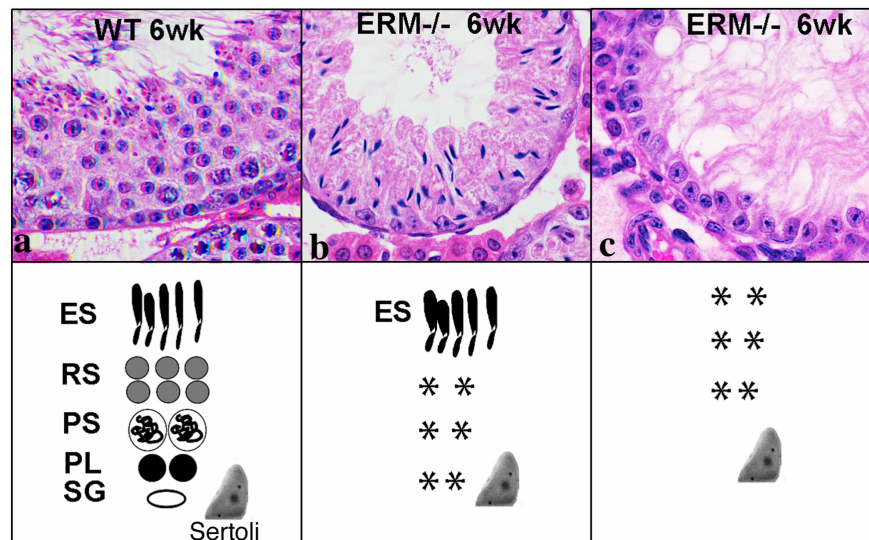 WT 6wk
ERM-/- 6wk
ERM-/- 6wk
a
b
c
ES
RS
PS
PL
SG
Sertoli
ES
* *
* *
* *
* *
* *
* *